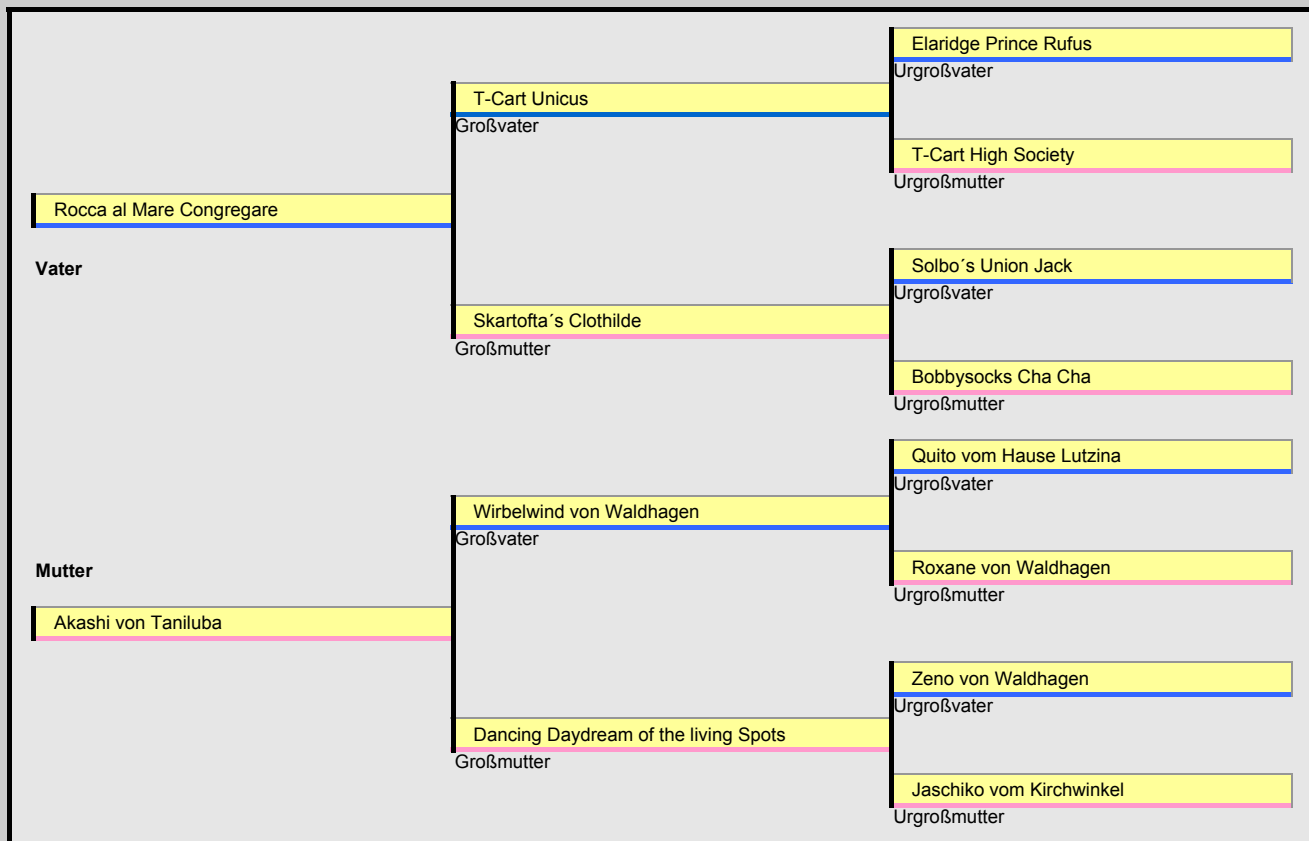 Elaridge Prince Rufus
Urgroßvater
T-Cart Unicus
Großvater
T-Cart High Society
Urgroßmutter
Rocca al Mare Congregare
Vater
Solbo´s Union Jack
Urgroßvater
Skartofta´s Clothilde
Großmutter
Bobbysocks Cha Cha
Urgroßmutter
Quito vom Hause Lutzina
Urgroßvater
Wirbelwind von Waldhagen
Großvater
Mutter
Roxane von Waldhagen
Urgroßmutter
Akashi von Taniluba
Zeno von Waldhagen
Urgroßvater
Dancing Daydream of the living Spots
Großmutter
Jaschiko vom Kirchwinkel
Urgroßmutter